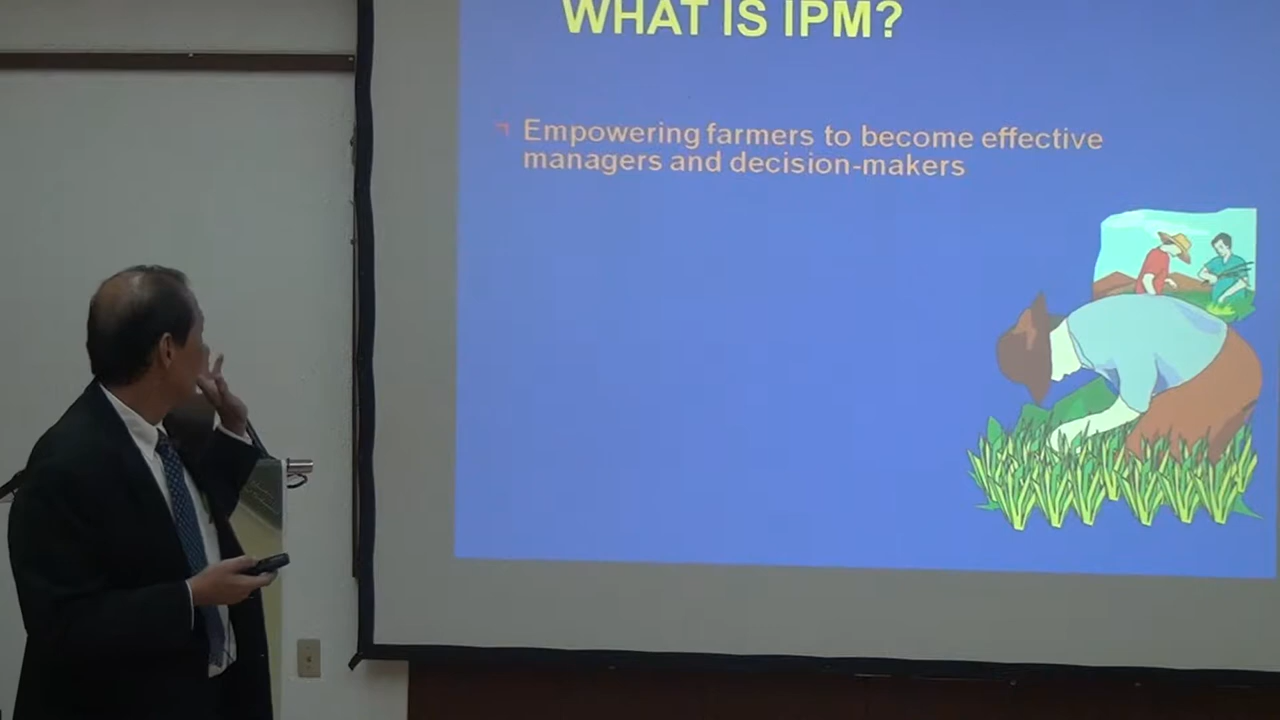 WHAT IS IPM?
Empowering farmers to become effective
managers and decision-makers